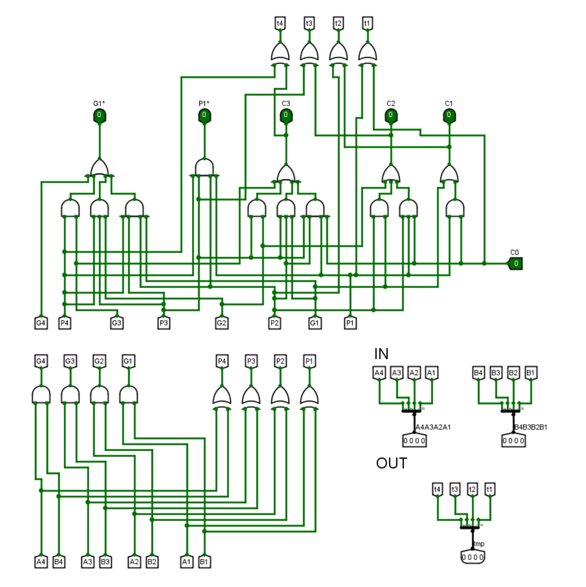 t4 t3 t2 t1
G1* P1* C3 C2 C1
0 0 0 0 0
C0
0
G4 P4 G3 P3 G2 P2 G1 P1
G4 G3 G2 G1 P4 P3 P2 P1
IN
A4 A3 A2 A1 B4 B3 B2 B1
A4A3A2A1 B4B3B2B1
0 0 0 0 0 0 0 0
OUT
t4 t3 t2 t1
tmp
0 0 0 0
A4 B4 A3 B3 A2 B2 A1 B1